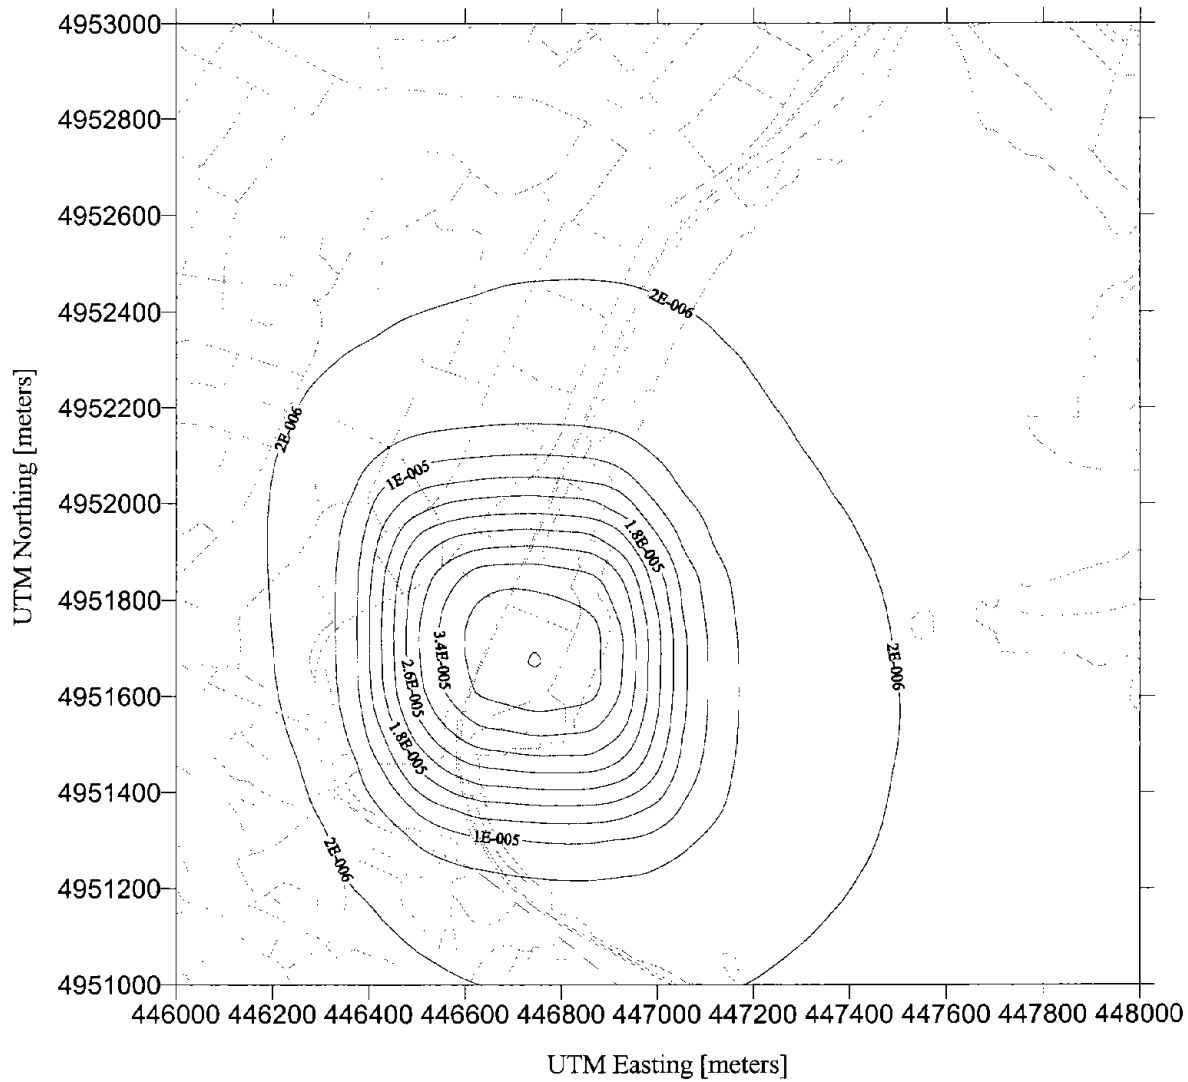 4953000
4952800
4952600
4952400
4952200
4952000
4951800
4951600
4951400
4951200
4951000
UTM Northing [meters]
2E-006
2E-006
1E-005
1.8E-005
3.4E-005
2.6E-005
2E-006
1.8E-005
1E-005
2E-006
446000 446200 446400 446600 446800 447000 447200 447400 447600 447800 448000
UTM Easting [meters]